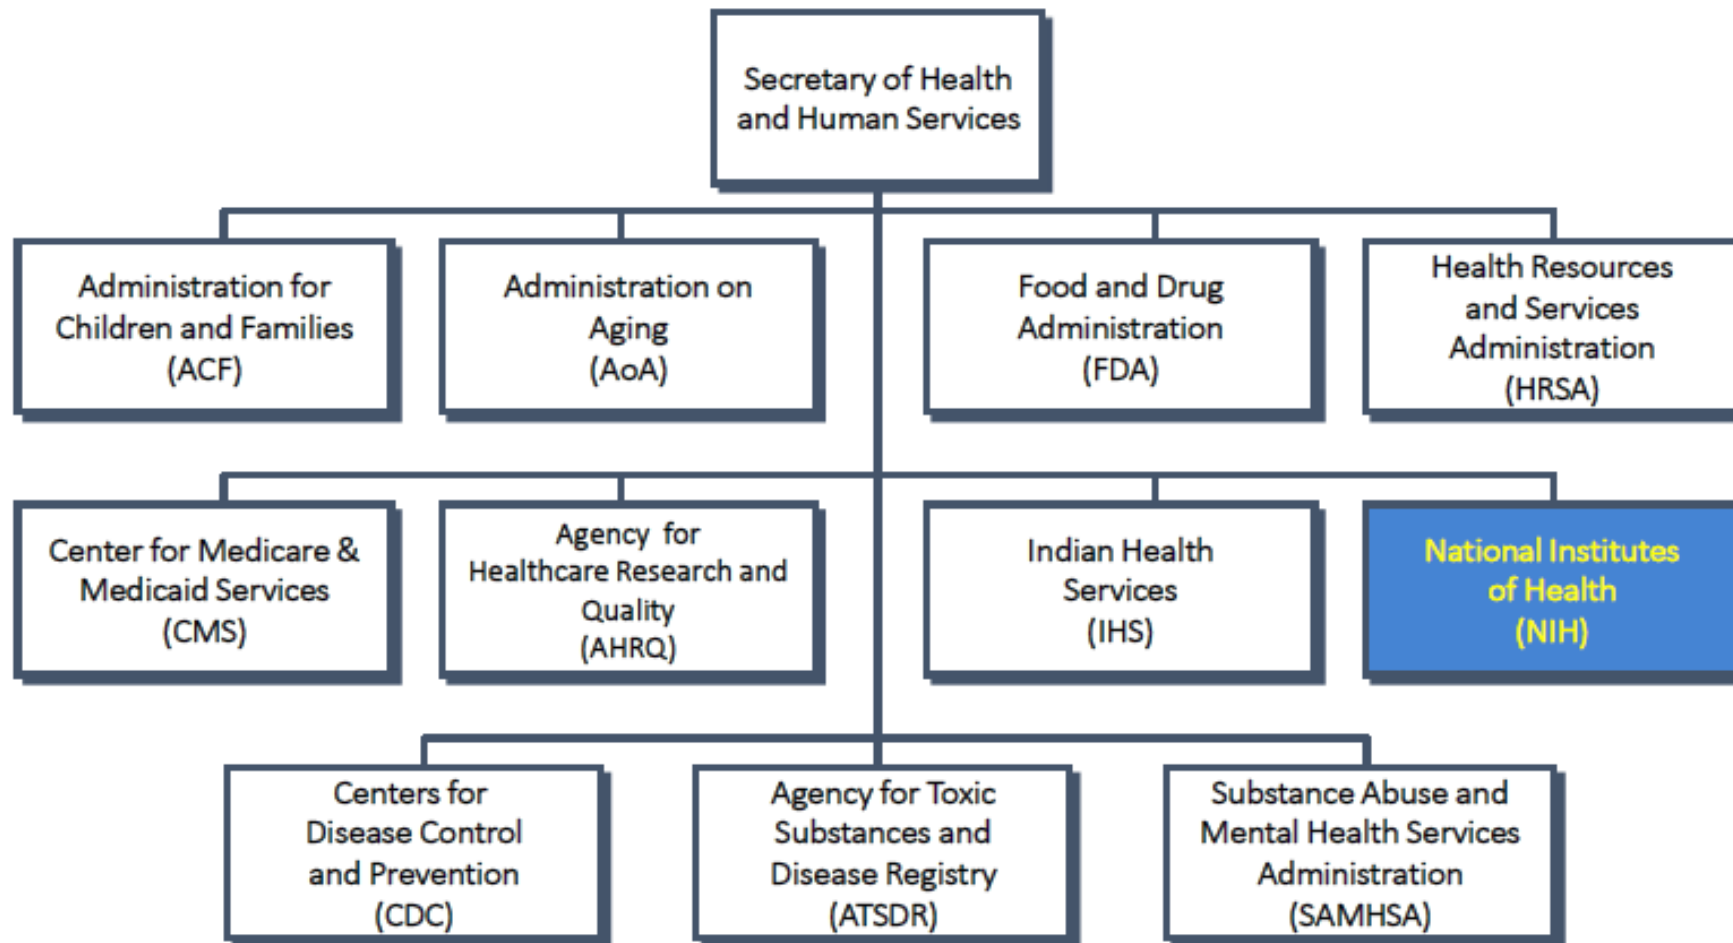 Secretary of Health
and Human Services
Administration for
Children and Families
(ACF)
Administration on
Aging
(AoA)
Food and Drug
Administration
(FDA)
Health Resources
and Services
Administration
(HRSA)
Center for Medicare &
Medicaid Services
(CMS)
Agency for
Healthcare Research and
Quality
(AHRQ)
Indian Health
Services
(IHS)
National Institutes
of Health
(NIH)
Centers for
Disease Control
and Prevention
(CDC)
Agency for Toxic
Substances and
Disease Registry
(ATSDR)
Substance Abuse and
Mental Health Services
Administration
(SAMHSA)